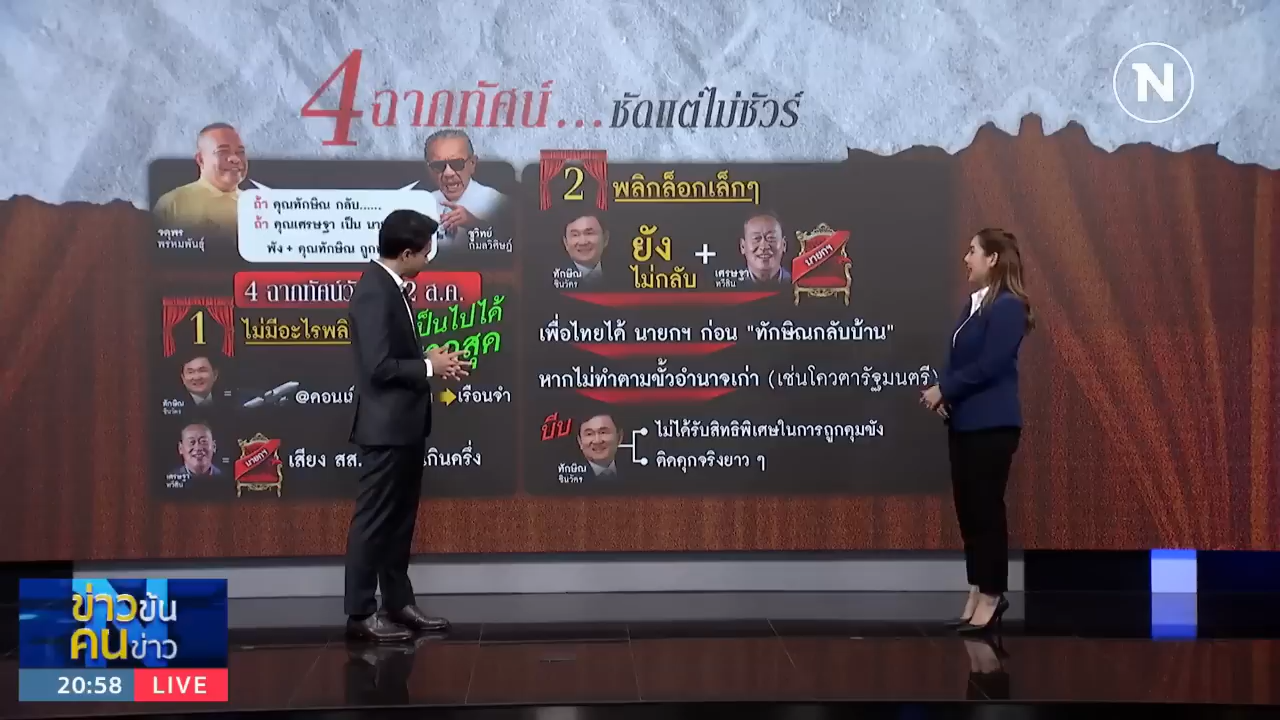 4 ฉากทัศน์... ชัดแต่ไม่ชัวร์
N
จตุพร
พรหมพันธุ์
ถ้า คุณทักษิณ กลับ......
ถ้า คุณเศรษฐา เป็น
พัง + คุณทักษิณ
ชูวิทย์
กมลวิศิษฎ์
4 ฉากทัศน์
2 ส.ค.
1
ไม่มีอะไร
เป็นไปได้
สุด
ทักษิณ
ชินวัตร
=
เรือนจำ
เศรษฐา
ทวีสิน
=
นายกฯ
เสียง สส.
เกินครึ่ง
2
พลิกล็อกเล็กๆ
ทักษิณ
ชินวัตร
ยัง
ไม่กลับ
+
เศรษฐา
ทวีสิน
นายกฯ
เพื่อไทยได้ นายกฯ ก่อน "ทักษิณกลับบ้าน"
หากไม่ทำตามขั้วอำนาจเก่า (เช่นโควตารัฐมนตรี)
บีบ
ทักษิณ
ชินวัตร
ไม่ได้รับสิทธิพิเศษในการถูกคุมขัง
ติดคุกจริงยาว ๆ
ข่าวข้น
คนข่าว
20:58 LIVE